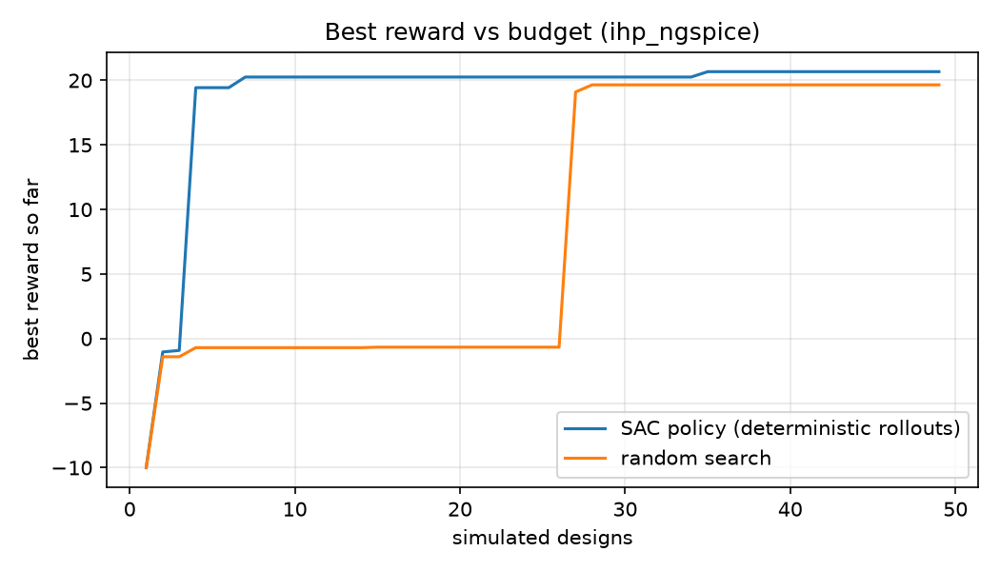 Best reward vs budget (ihp_ngspice)
best reward so far
20
15
10
5
0
−5
−10
0
10
20
30
40
50
simulated designs
SAC policy (deterministic rollouts)
random search